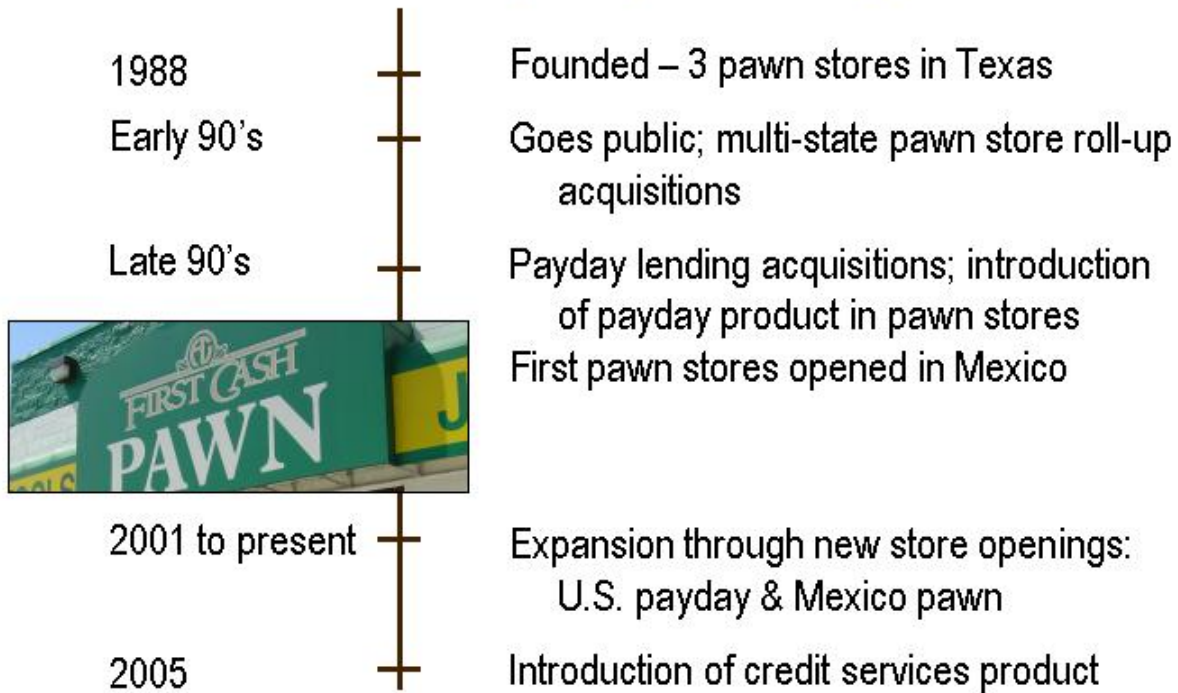 1988
Founded – 3 pawn stores in Texas
Early 90's
Goes public; multi-state pawn store roll-up
acquisitions
Late 90's
Payday lending acquisitions; introduction
of payday product in pawn stores
First pawn stores opened in Mexico
FIRST CASH
PAWN
J
2001 to present
Expansion through new store openings:
U.S. payday & Mexico pawn
2005
Introduction of credit services product